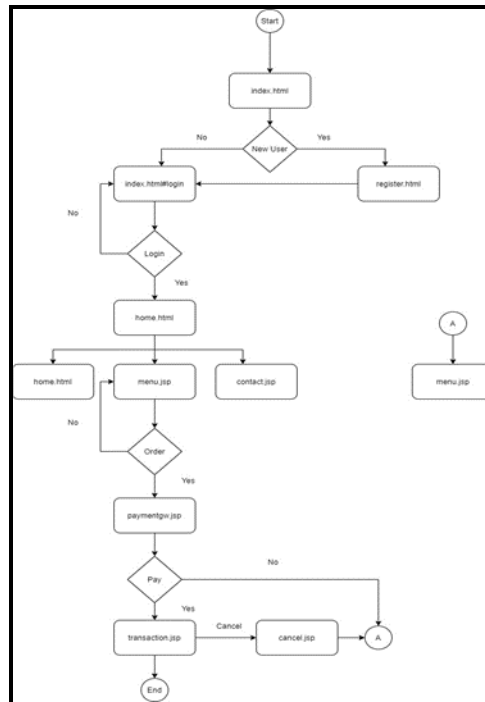 Start
index.html
No
Yes
New User
index.html#login
register.html
No
Login
Yes
home.html
A
home.html
menu.jsp
contact.jsp
menu.jsp
No
Order
Yes
paymentgw.jsp
No
Pay
Yes
Cancel
transaction.jsp
cancel.jsp
A
End